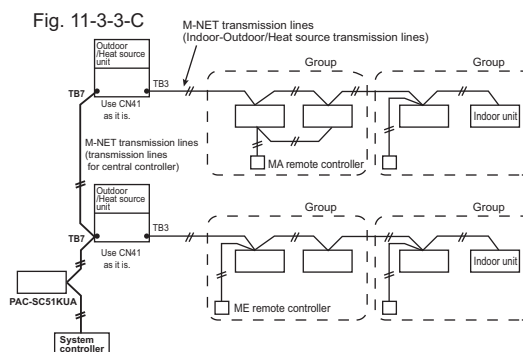 Fig. 11-3-3-C
M-NET transmission lines
(Indoor-Outdoor/Heat source transmission lines)
Outdoor
/Heat source
unit
TB7
TB3
Use CN41
as it is.
Group
Group
Indoor unit
MA remote controller
M-NET transmission lines
(transmission lines
for central controller)
Outdoor
/Heat source
unit
TB7
TB3
Use CN41
as it is.
Group
Group
Indoor unit
ME remote controller
PAC-SC51KUA
System
controller